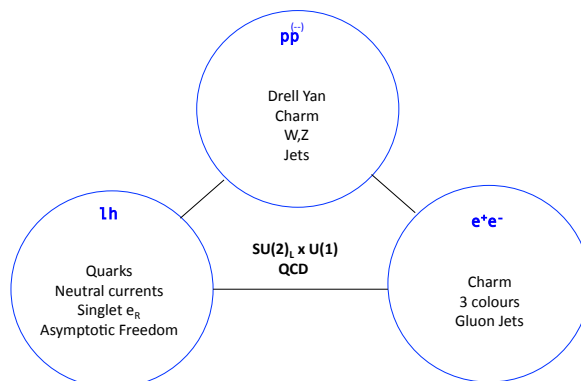 pp(--)
Drell Yan
Charm
W,Z
Jets
lh
Quarks
Neutral currents
Singlet eR
Asymptotic Freedom
SU(2)L x U(1)
QCD
e+e-
Charm
3 colours
Gluon Jets